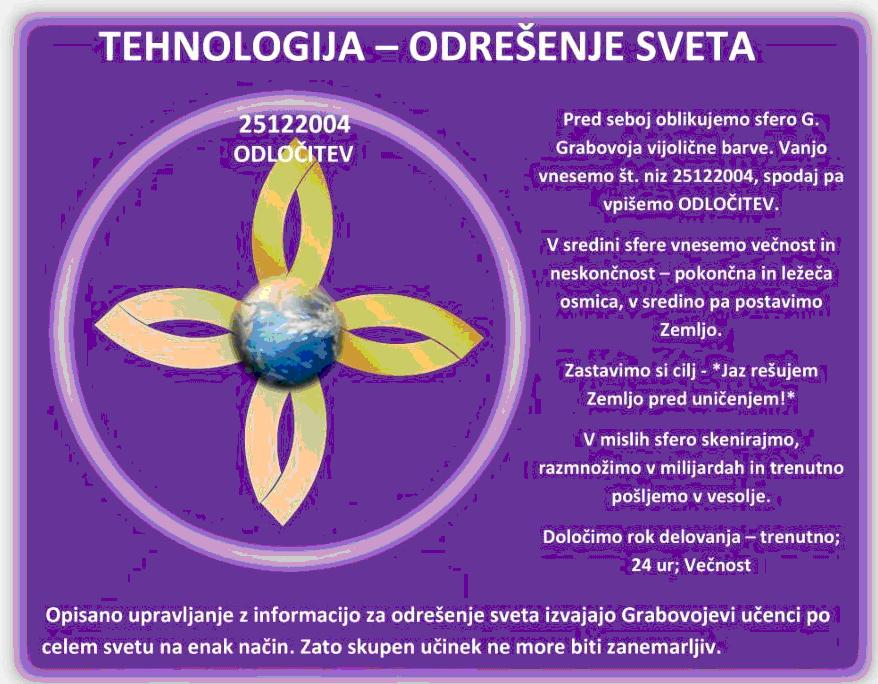 TEHNOLOGIJA – ODREŠENJE SVETA
25122004
ODLOČITEV
Pred seboj oblikujemo sfero G.
Grabovoja vijolične barve. Vanjo
vnesemo št. niz 25122004, spodaj pa
vpišemo ODLOČITEV.
V sredini sfere vnesemo večnost in
neskončnost – pokončna in ležeča
osmica, v sredino pa postavimo
Zemljo.
Zastavimo si cilj - *Jaz rešujem
Zemljo pred uničenjem!*
V mislih sfero skenirajmo,
razmnožimo v milijardah in trenutno
pošljemo v vesolje.
Določimo rok delovanja – trenutno;
24 ur; Večnost
Opisano upravljanje z informacijo za odrešenje sveta izvajajo Grabovojevi učenci po
celem svetu na enak način. Zato skupen učinek ne more biti zanemarljiv.